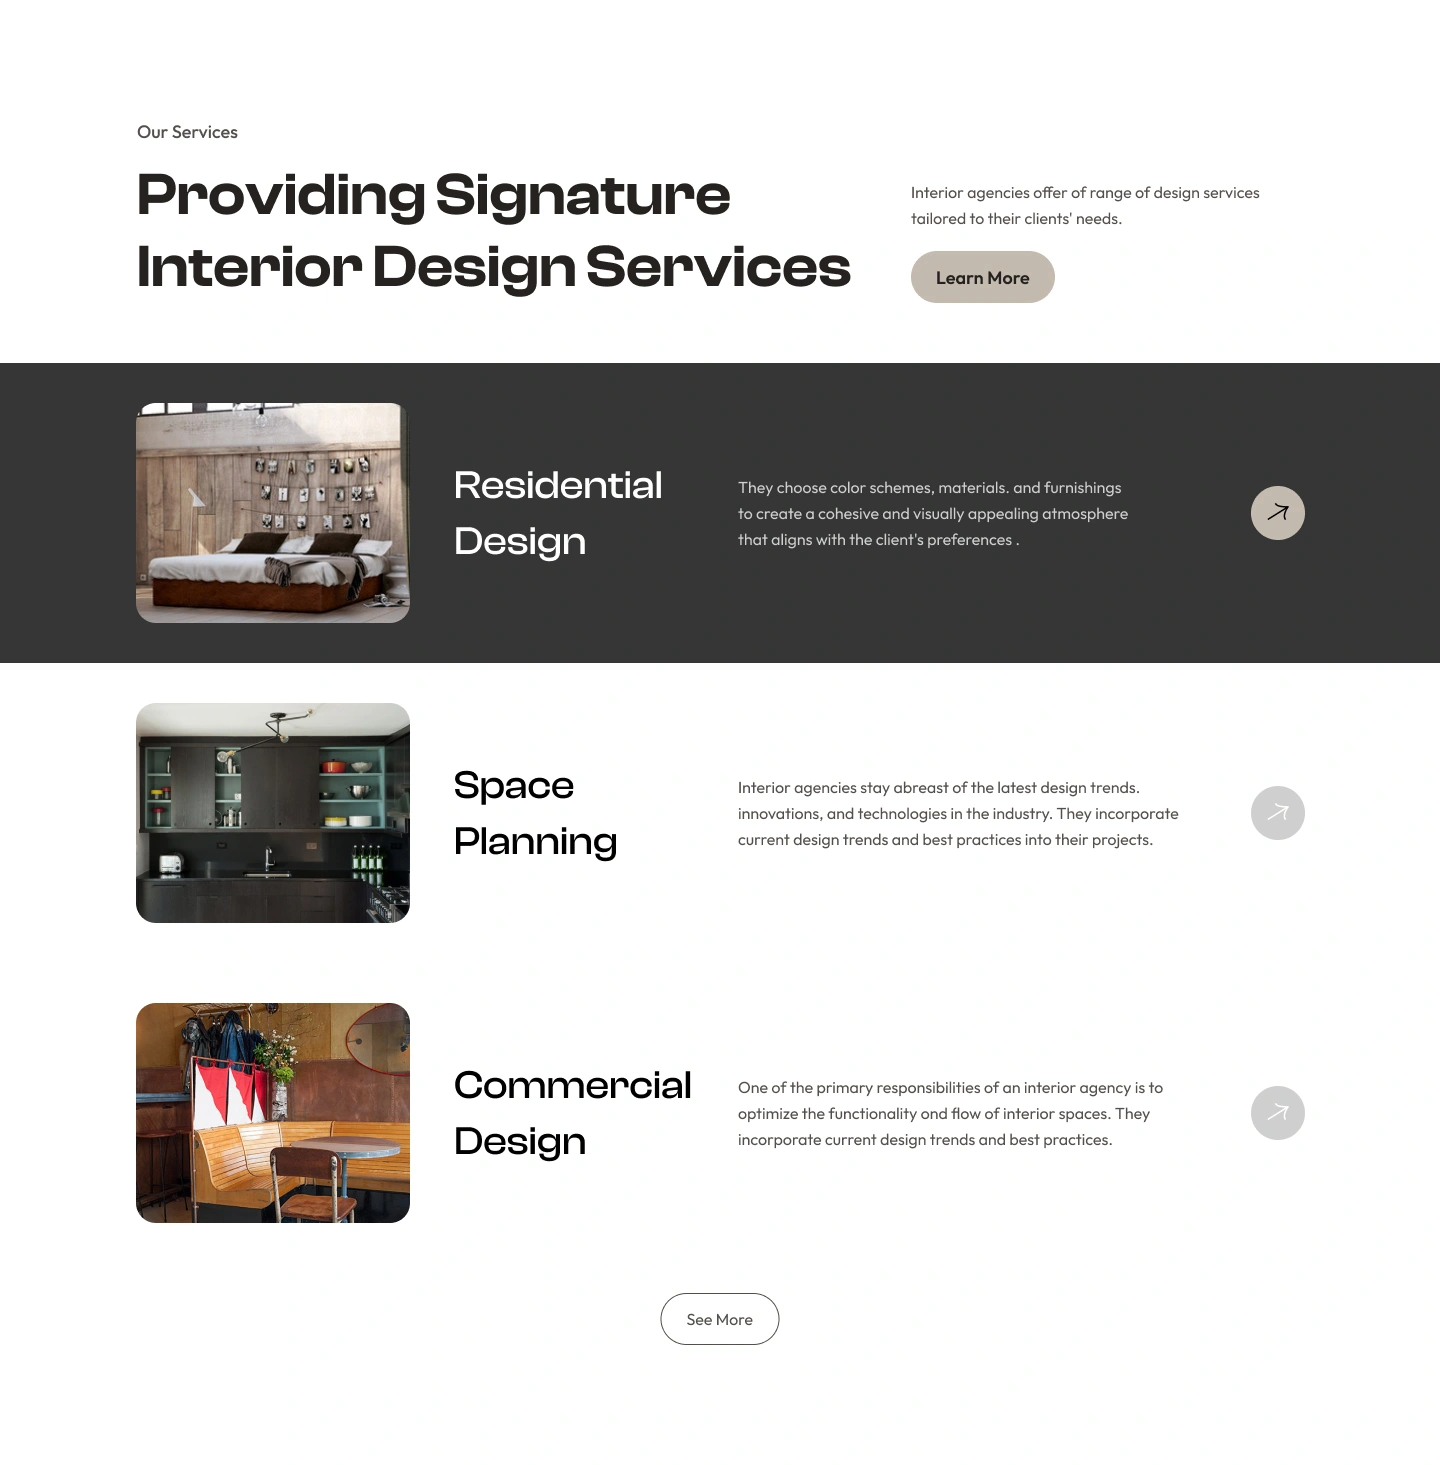 Our Services
Providing Signature
Interior Design Services
Interior agencies offer of range of design services
tailored to their clients' needs.
Learn More
Residential
Design
They choose color schemes, materials. and furnishings
to create a cohesive and visually appealing atmosphere
that aligns with the client's preferences .
Space
Planning
Interior agencies stay abreast of the latest design trends.
innovations, and technologies in the industry. They incorporate
current design trends and best practices into their projects.
Commercial
Design
One of the primary responsibilities of an interior agency is to
optimize the functionality ond flow of interior spaces. They
incorporate current design trends and best practices.
See More